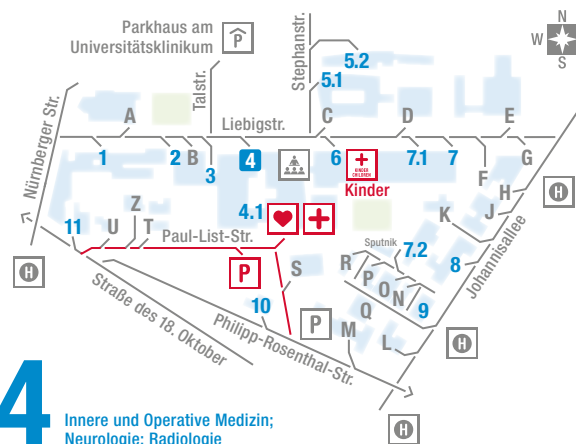 N
W
S
Parkhaus am
Universitätsklinikum
P
Stephanstr.
5.2
5.1
Talstr.
Nürnberger Str.
A
Liebigstr.
C
D
E
1
2
B
3
4
6
KINDER
CHILDREN
Kinder
7.1
7
F
G
H
H
J
K
4.1
Z
11
U
T
Paul-List-Str.
Sputnik
7.2
Johannisallee
H
P
S
R
P
O
N
8
9
Straße des 18. Oktober
10
Philipp-Rosenthal-Str.
P
Q
M
L
H
H
4
Innere und Operative Medizin;
Neurologie; Radiologie